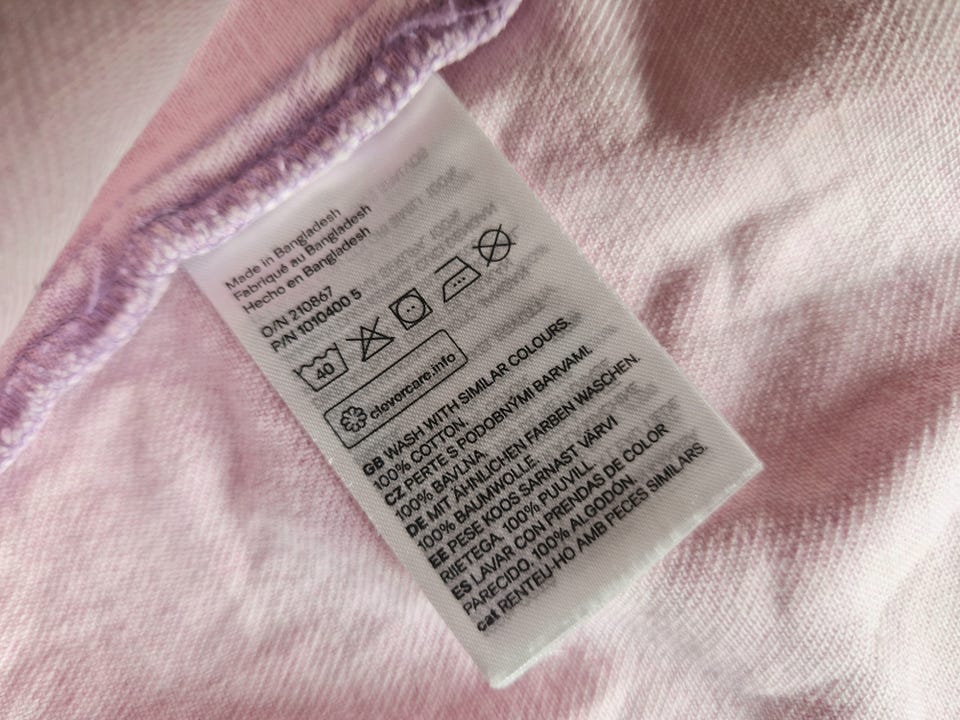 Made in Bangladesh
Fabriqué au Bangladesh
Hecho en Bangladesh
O/N 210867
P/N 1010400 5
40
clevercare.info
GB WASH WITH SIMILAR COLOURS.
100% COTTON.
CZ PERTE S PODOBNÝMI BARVAMI.
100% BAVLNA.
DE MIT ÄHNLICHEN FARBEN WASCHEN.
100% BAUMWOLLE.
EE PESE KOOS SARNAST VÄRVI
RIIETEGA. 100% PUUVILL.
ES LAVAR CON PRENDAS DE COLOR
PARECIDO. 100% ALGODÓN.
cat RENTEU-HO AMB PECES SIMILARS.